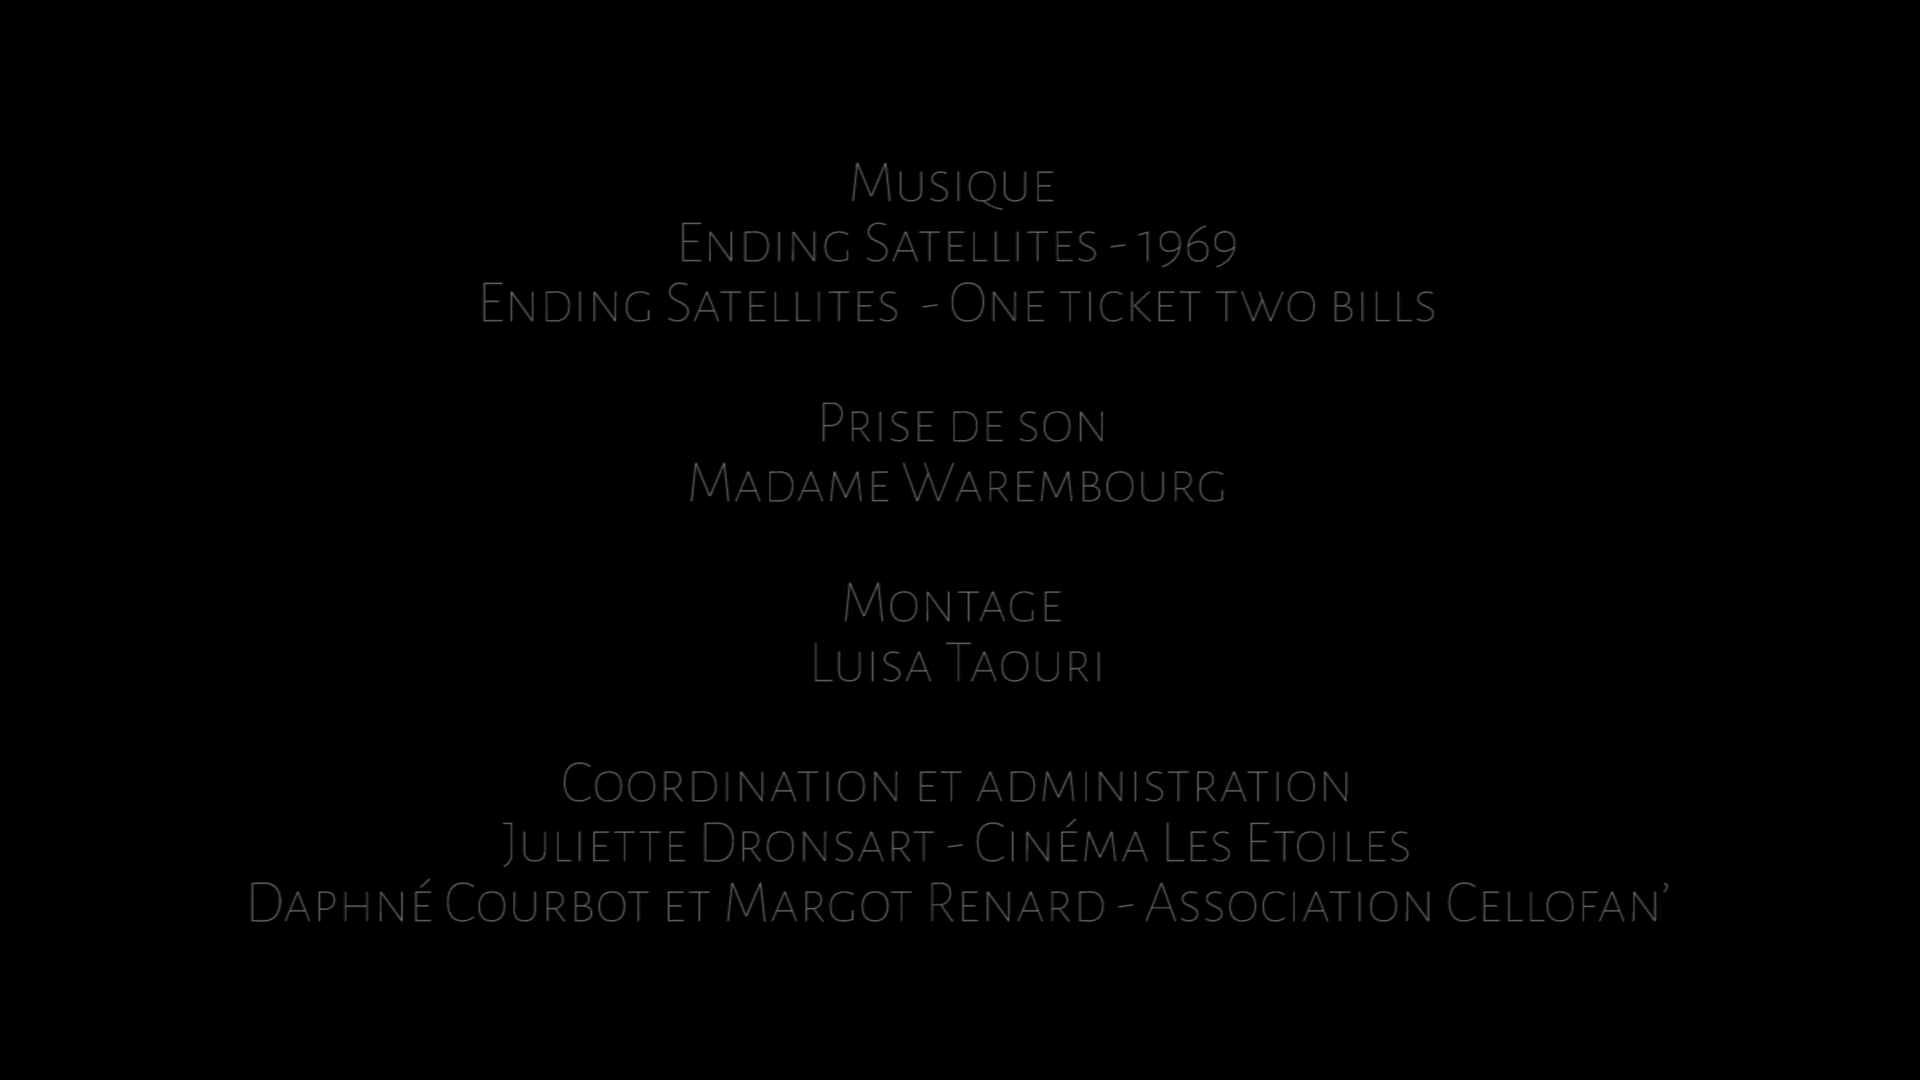 Musique
Ending Satellites - 1969
Ending Satellites - One ticket two bills
Prise de son
Madame Warembourg
Montage
Luisa Taouri
Coordination et administration
Juliette Dronsart - Cinéma Les Etoiles
Daphné Courbot et Margot Renard - Association Cellofan’